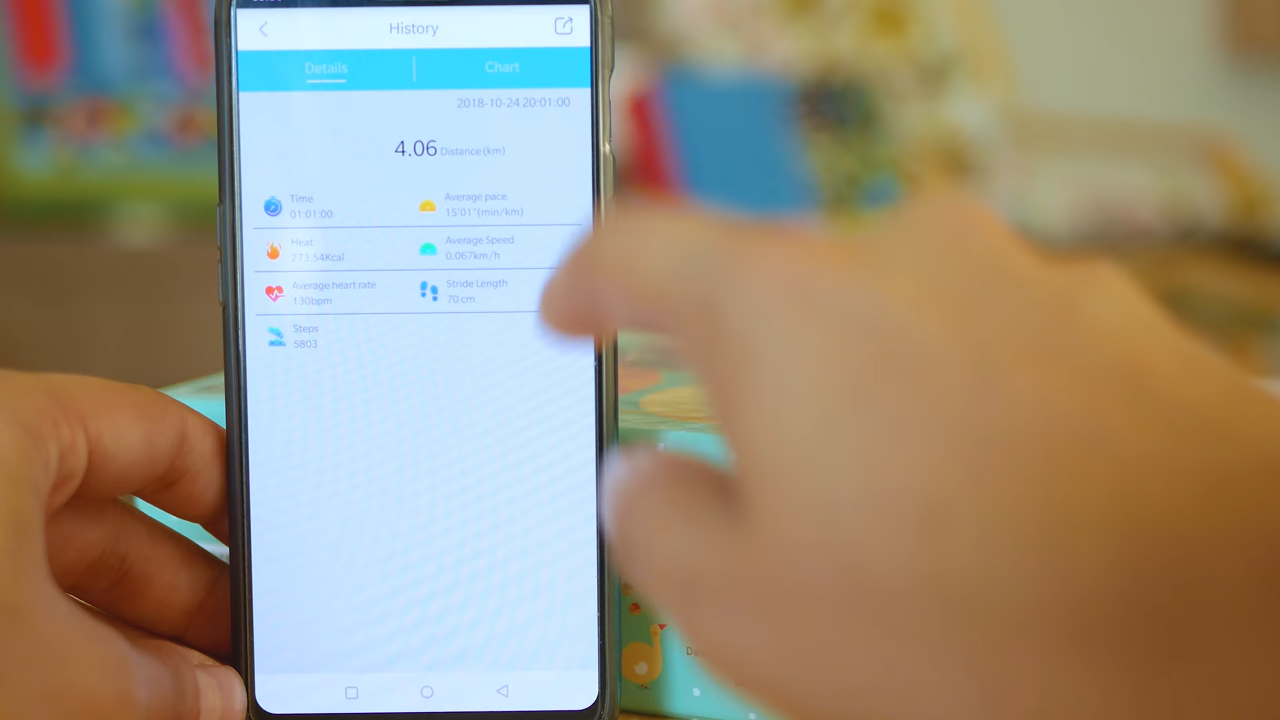 History
Details
Chart
2018-10-24 20:01:00
4.06 Distance (km)
Time
01:01:00
Average pace
15'01"(min/km)
Heat
273.54Kcal
Average Speed
0.067km/h
Average heart rate
130bpm
Stride Length
70 cm
Steps
5803